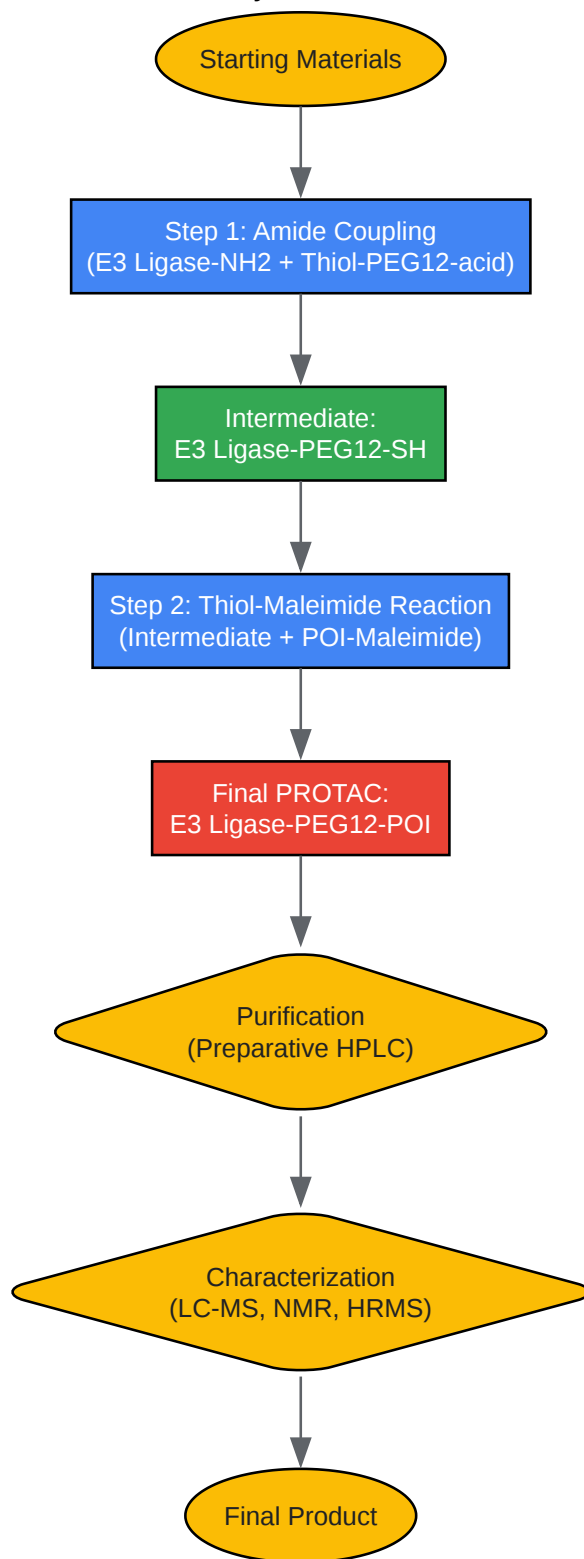 Starting Materials
Step 1: Amide Coupling
(E3 Ligase-NH2 + Thiol-PEG12-acid)
Intermediate:
E3 Ligase-PEG12-SH
Step 2: Thiol-Maleimide Reaction
(Intermediate + POI-Maleimide)
Final PROTAC:
E3 Ligase-PEG12-POI
Purification
(Preparative HPLC)
Characterization
(LC-MS, NMR, HRMS)
Final Product